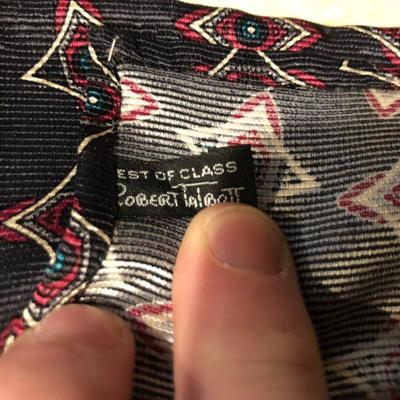 EST OF CLASS
ROBERT TALBOTT